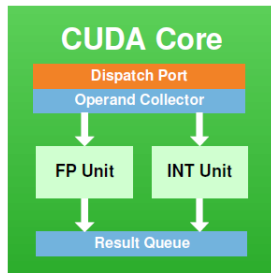 CUDA Core
Dispatch Port
Operand Collector
FP Unit
INT Unit
Result Queue